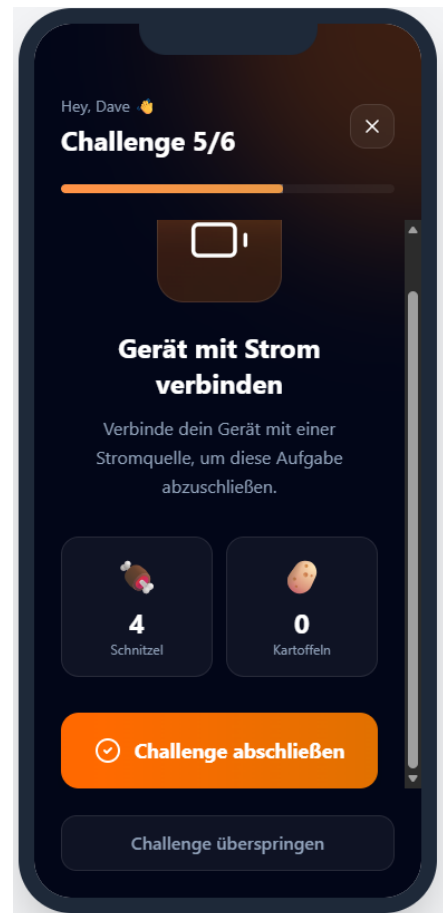 Hey, Dave 👋
Challenge 5/6
Gerät mit Strom
verbinden
Verbinde dein Gerät mit einer
Stromquelle, um diese Aufgabe
abzuschließen.
4
Schnitzel
0
Kartoffeln
Challenge abschließen
Challenge überspringen